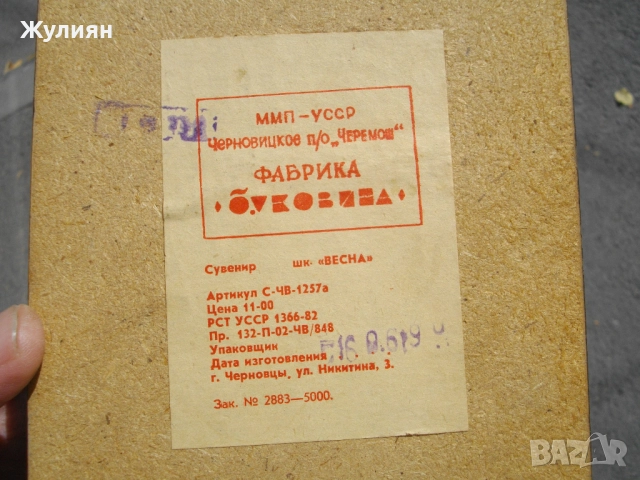 Жулиян
ММП-УССР
Черновицкое п/о „Черемош“
ФАБРИКА
БУКОВИНА
Сувенир шк. «ВЕСНА»
Артикул С-ЧВ-1257а
Цена 11-00
РСТ УССР 1366-82
Пр. 132-П-02-ЧВ/848
Упаковщик
Дата изготовления
г. Черновцы, ул. Никитина, 3.
Зак. № 2883—5000.
BAZAR